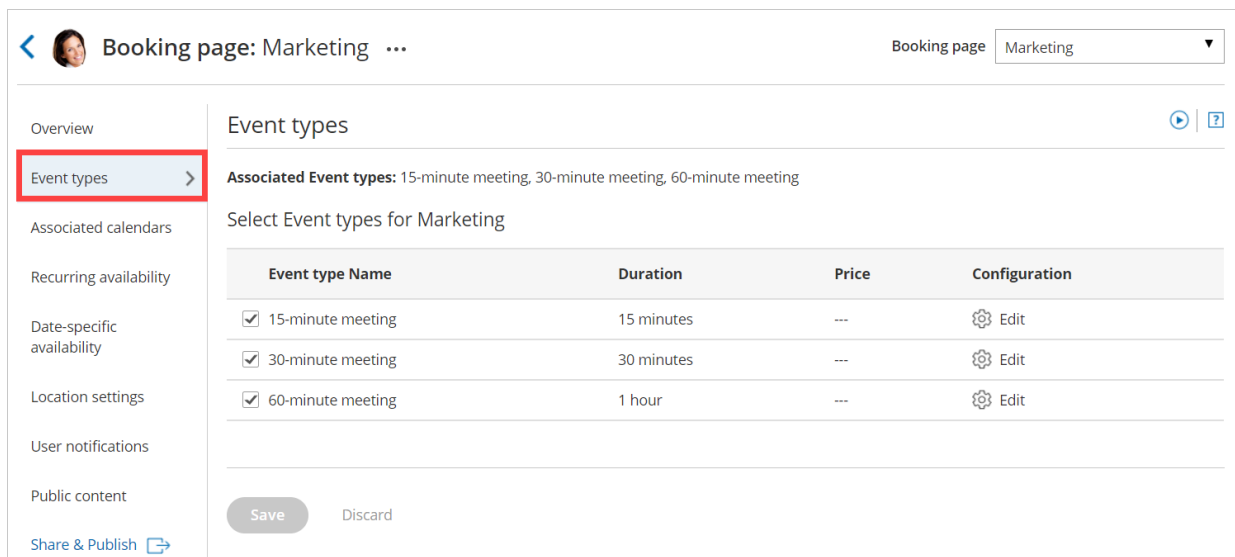 Booking page: Marketing ...
Booking page Marketing
Overview
Event types
Associated calendars
Recurring availability
Date-specific
availability
Location settings
User notifications
Public content
Share & Publish
Event types
?
Associated Event types: 15-minute meeting, 30-minute meeting, 60-minute meeting
Select Event types for Marketing
Event type Name Duration Price Configuration
15-minute meeting 15 minutes --- Edit
30-minute meeting 30 minutes --- Edit
60-minute meeting 1 hour --- Edit
Save Discard